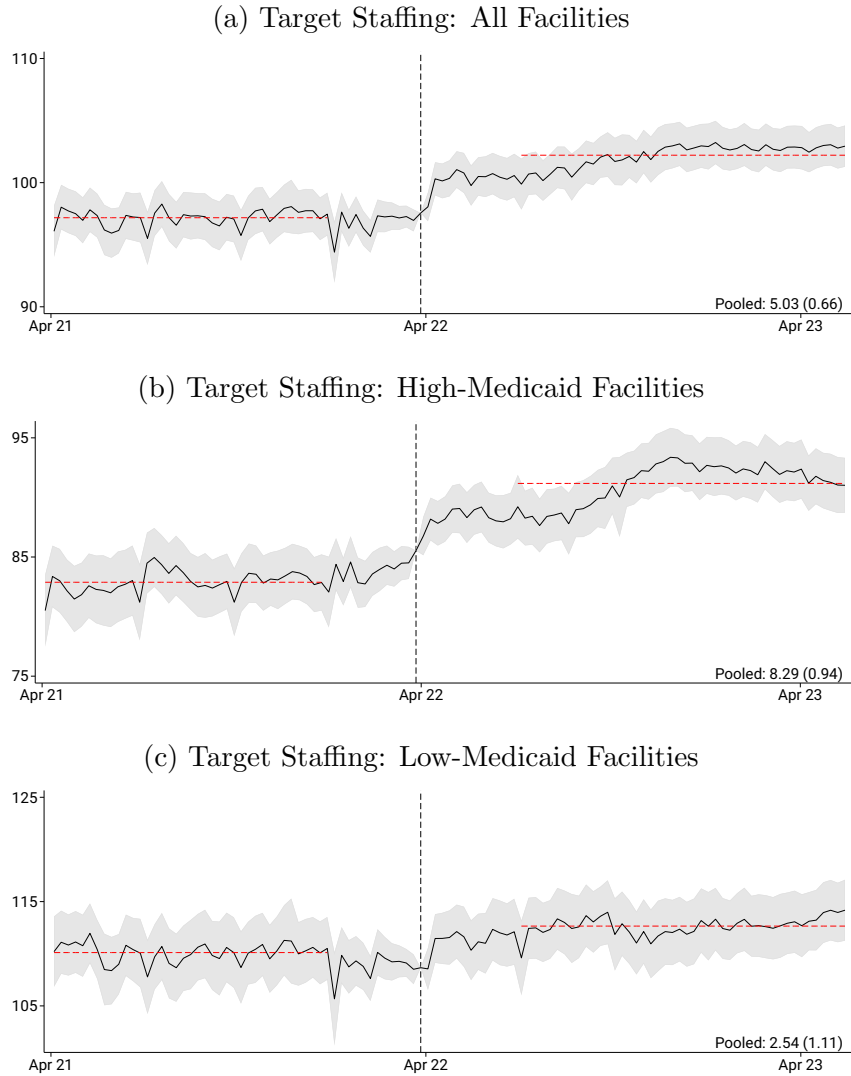 (a) Target Staffing: All Facilities
110
100
90
Pooled: 5.03 (0.66)
Apr 21 Apr 22 Apr 23
(b) Target Staffing: High-Medicaid Facilities
95
85
75
Pooled: 8.29 (0.94)
Apr 21 Apr 22 Apr 23
(c) Target Staffing: Low-Medicaid Facilities
125
115
105
Pooled: 2.54 (1.11)
Apr 21 Apr 22 Apr 23